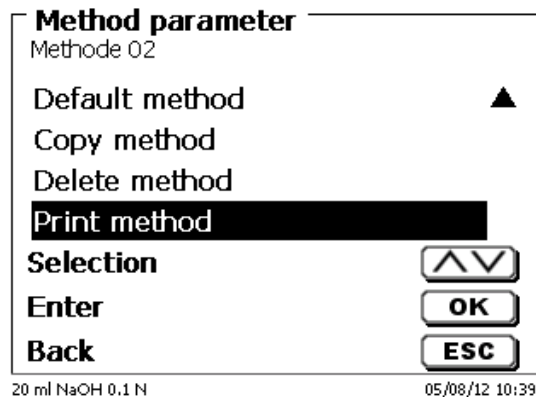 Method parameter
Methode 02
Default method
Copy method
Delete method
Print method
Selection
Enter OK
Back ESC
20 ml NaOH 0.1 N 05/08/12 10:39